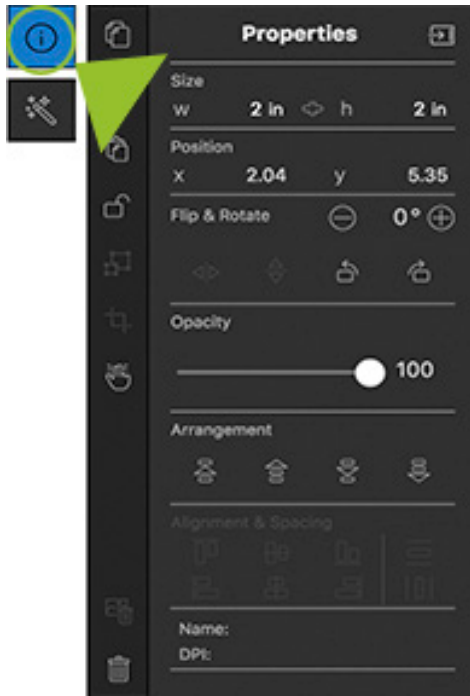 Properties
Size
w 2 in h 2 in
Position
x 2.04 y 5.35
Flip & Rotate 0°
Opacity
100
Arrangement
Alignment & Spacing
Name:
DPI: